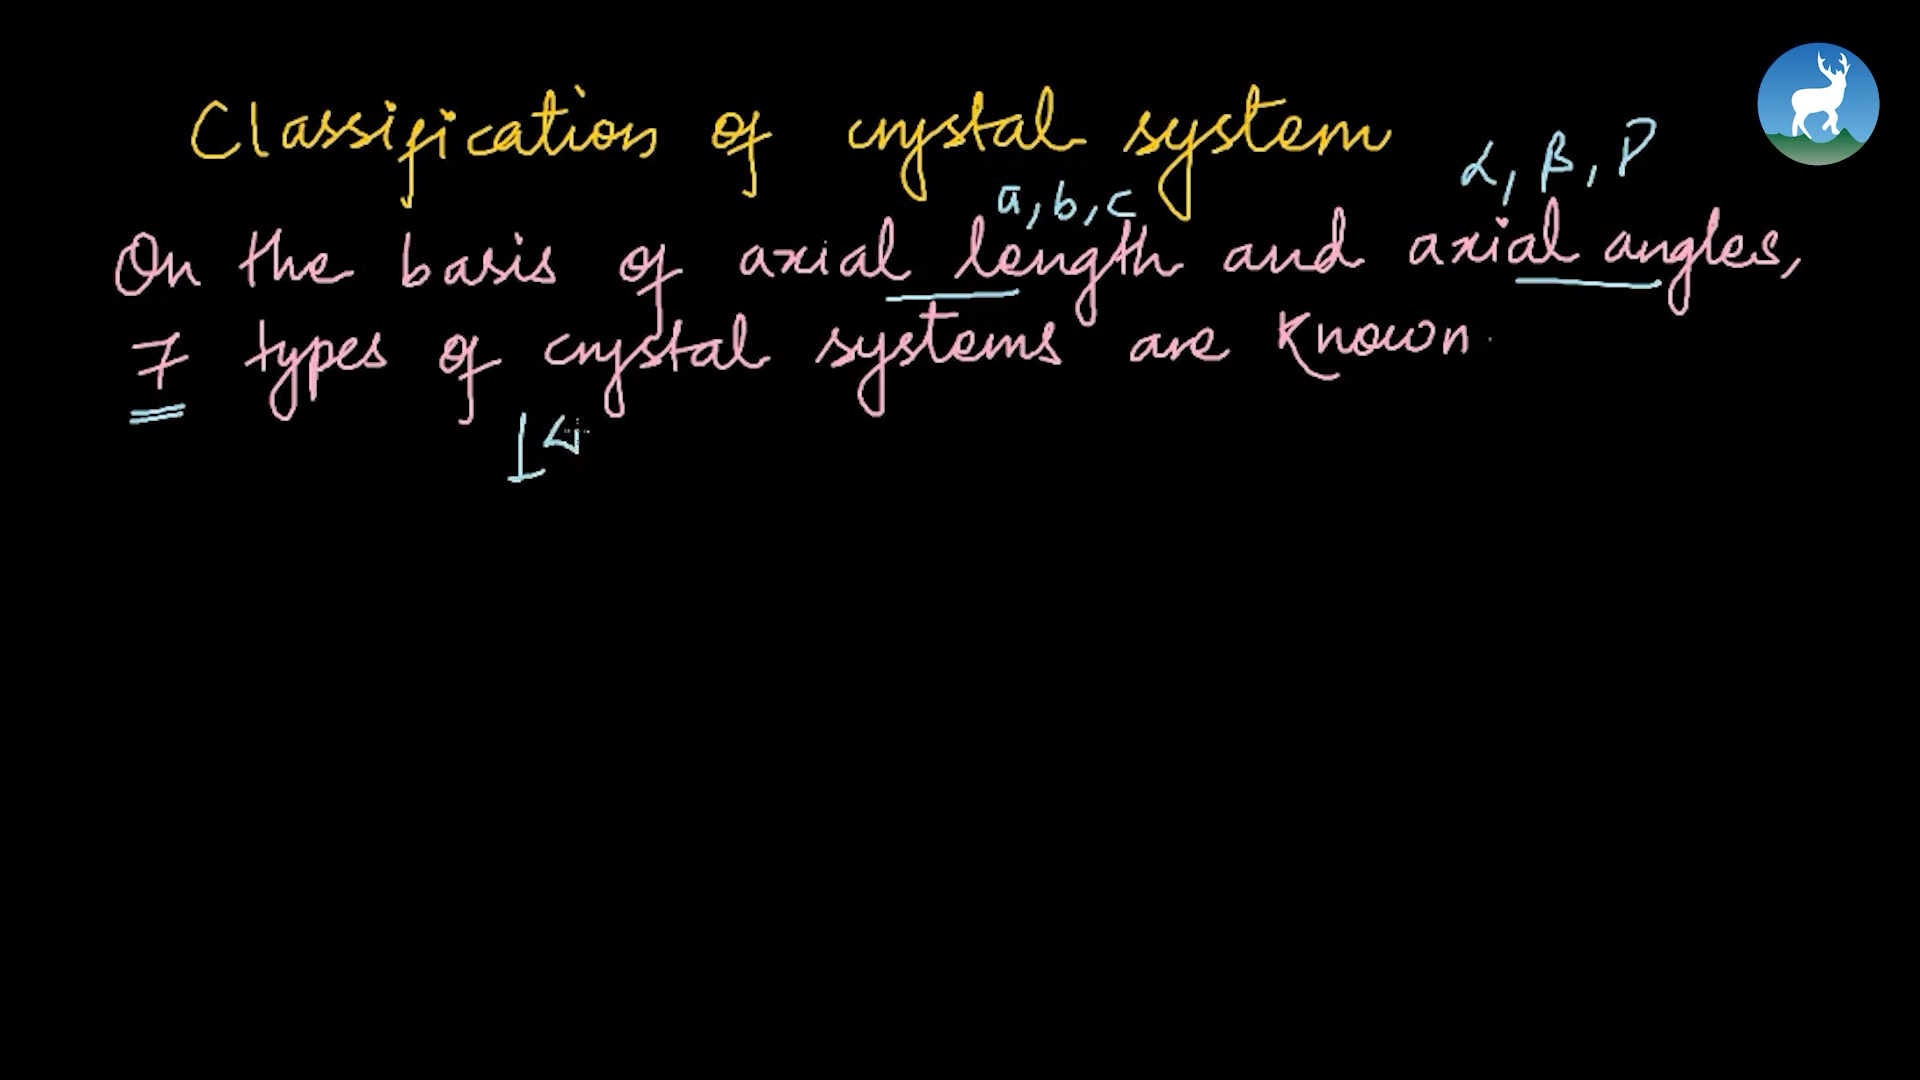 Classification of crystal system
α, β, γ
a, b, c
On the basis of axial length and axial angles,
7 types of crystal systems are known.
14